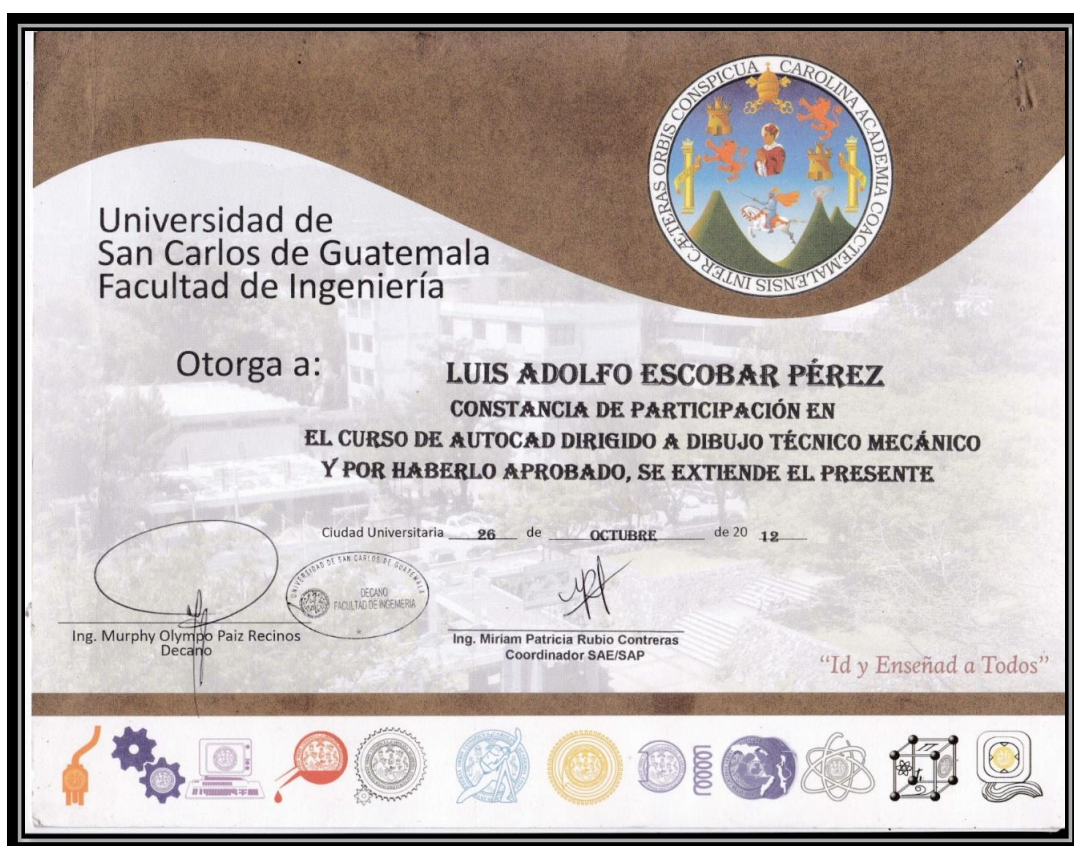 CÆTERAS ORBIS CONSPICUA CAROLINA ACADEMIA COACTEMALENSIS INTER
Universidad de
San Carlos de Guatemala
Facultad de Ingeniería
Otorga a:
LUIS ADOLFO ESCOBAR PÉREZ
CONSTANCIA DE PARTICIPACIÓN EN
EL CURSO DE AUTOCAD DIRIGIDO A DIBUJO TÉCNICO MECÁNICO
Y POR HABERLO APROBADO, SE EXTIENDE EL PRESENTE
Ciudad Universitaria 26 de OCTUBRE de 20 12
UNIVERSIDAD DE SAN CARLOS DE GUATEMALA
DECANO
FACULTAD DE INGENIERIA
Ing. Murphy Olympo Paiz Recinos
Decano
Ing. Miriam Patricia Rubio Contreras
Coordinador SAE/SAP
“Id y Enseñad a Todos”